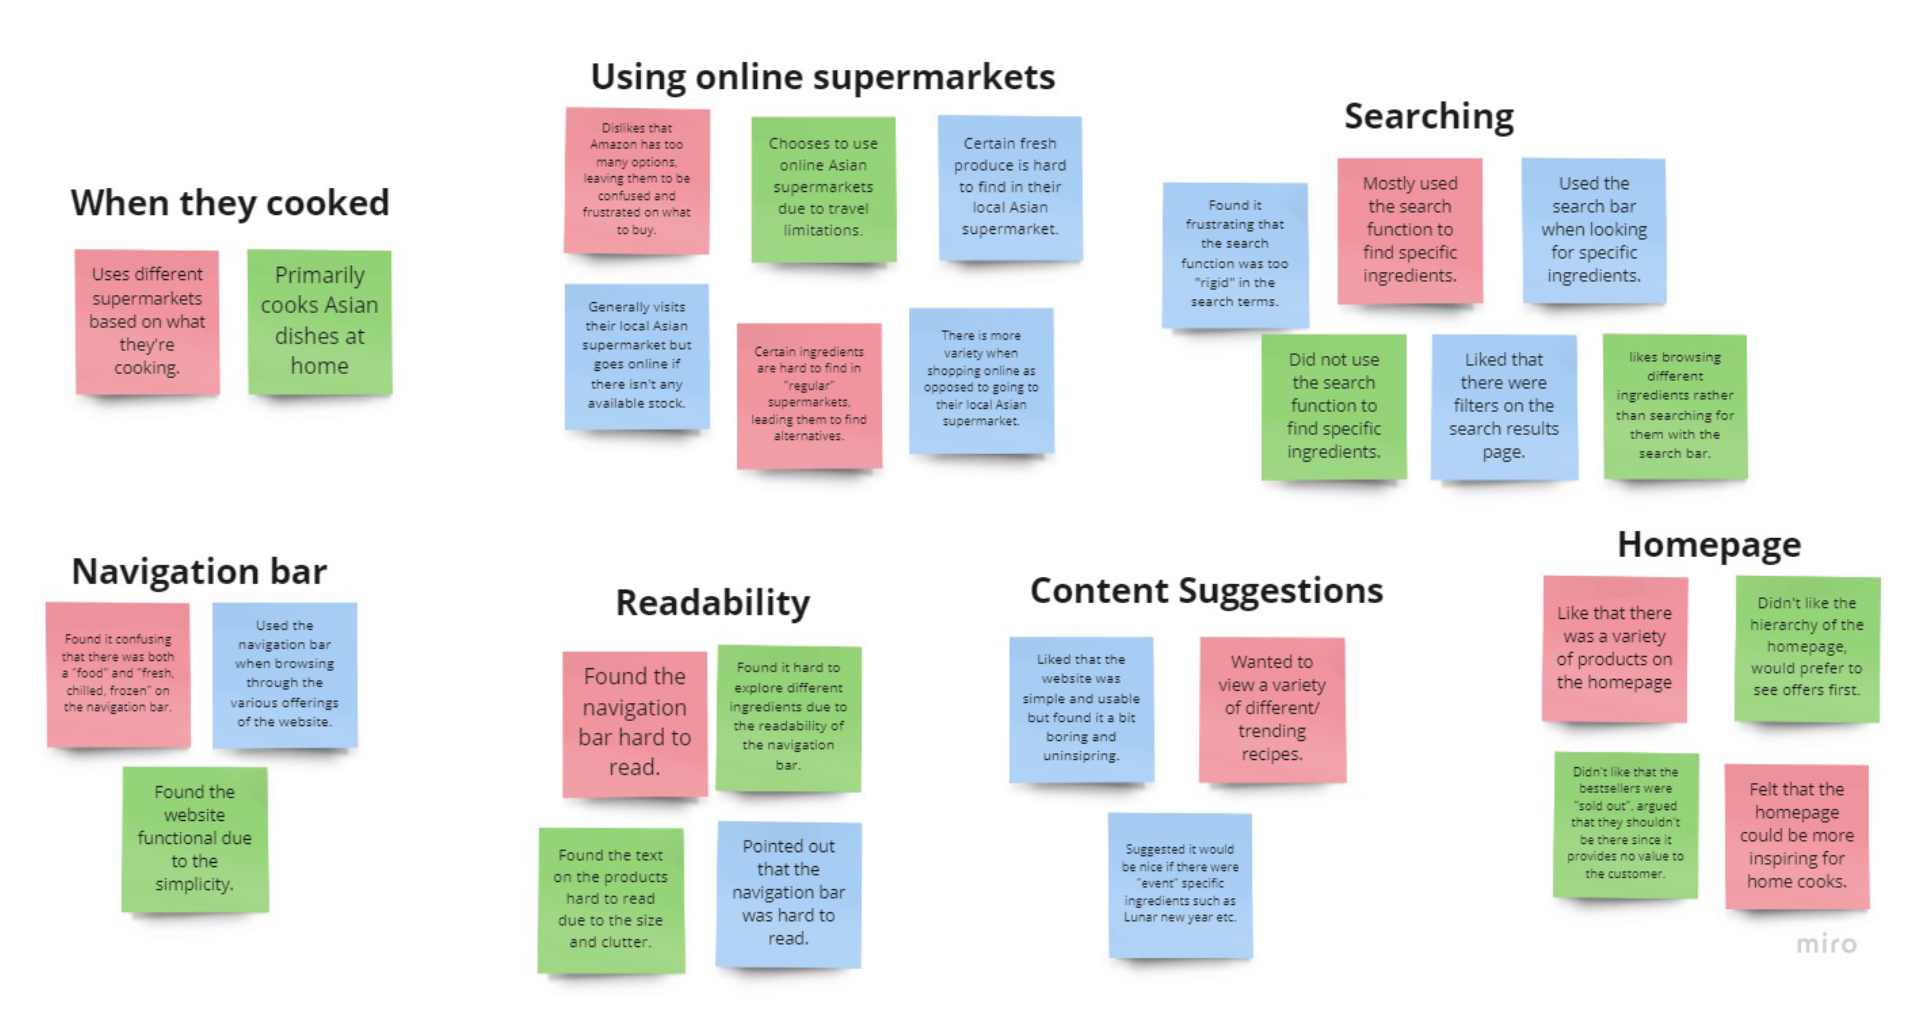 Using online supermarkets
Dislikes that
Amazon has too
many options,
leaving them to be
confused and
frustrated on what
to buy.
Chooses to use
online Asian
supermarkets
due to travel
limitations.
Certain fresh
produce is hard
to find in their
local Asian
supermarket.
Generally visits
their local Asian
supermarket but
goes online if
there isn't any
available stock.
Certain ingredients
are hard to find in
"regular"
supermarkets,
leading them to find
alternatives.
There is more
variety when
shopping online as
opposed to going to
their local Asian
supermarket.
Searching
Found it
frustrating that
the search
function was too
"rigid" in the
search terms.
Mostly used
the search
function to
find specific
ingredients.
Used the
search bar
when looking
for specific
ingredients.
Did not use
the search
function to
find specific
ingredients.
Liked that
there were
filters on the
search results
page.
likes browsing
different
ingredients rather
than searching for
them with the
search bar.
When they cooked
Uses different
supermarkets
based on what
they're
cooking.
Primarily
cooks Asian
dishes at
home
Navigation bar
Found it confusing
that there was both
a "food" and "fresh,
chilled, frozen" on
the navigation bar.
Used the
navigation bar
when browsing
through the
various offerings
of the website.
Found the
website
functional due
to the
simplicity.
Readability
Found the
navigation
bar hard to
read.
Found it hard to
explore different
ingredients due to
the readability of
the navigation
bar.
Found the text
on the products
hard to read
due to the size
and clutter.
Pointed out
that the
navigation bar
was hard to
read.
Content Suggestions
Liked that the
website was
simple and usable
but found it a bit
boring and
uninsipring.
Wanted to
view a variety
of different/
trending
recipes.
Suggested it would
be nice if there were
"event" specific
ingredients such as
Lunar new year etc.
Homepage
Like that there
was a variety
of products on
the homepage
Didn't like the
hierarchy of the
homepage,
would prefer to
see offers first.
Didn't like that the
bestsellers were
"sold out", argued
that they shouldn't
be there since it
provides no value to
the customer.
Felt that the
homepage
could be more
inspiring for
home cooks.
miro